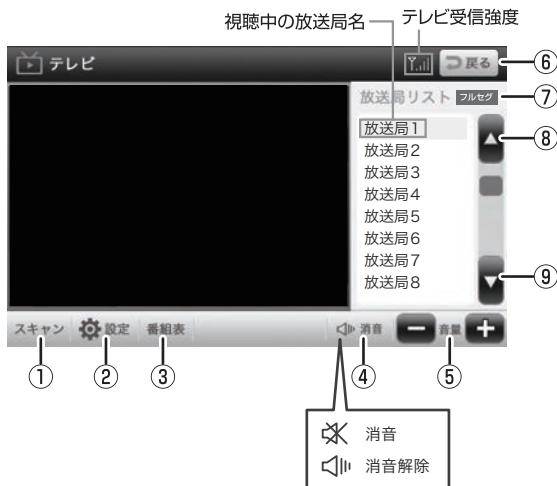 視聴中の放送局名
テレビ受信強度
テレビ
戻る
⑥
放送局リスト
フルセグ
⑦
放送局1
⑧
放送局2
放送局3
放送局4
放送局5
放送局6
放送局7
放送局8
⑨
スキャン
設定
番組表
消音
音量
① ② ③ ④ ⑤
消音
消音解除